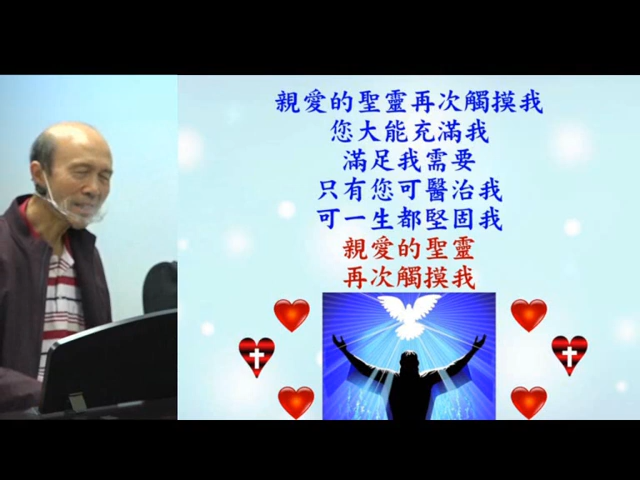 親愛的聖靈再次觸摸我
您大能充滿我
滿足我需要
只有您可醫治我
可一生都堅固我
親愛的聖靈
再次觸摸我